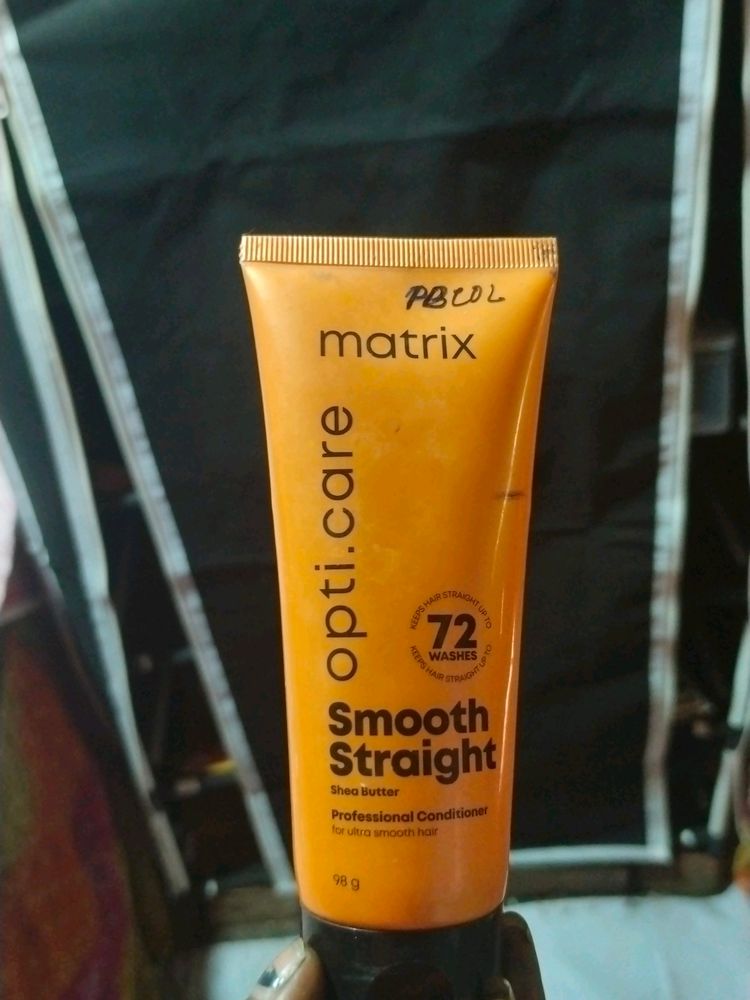 matrix
opti.care
KEEPS HAIR STRAIGHT UP TO
72
WASHES
KEEPS HAIR STRAIGHT UP TO
Smooth
Straight
Shea Butter
Professional Conditioner
for ultra smooth hair
98 g